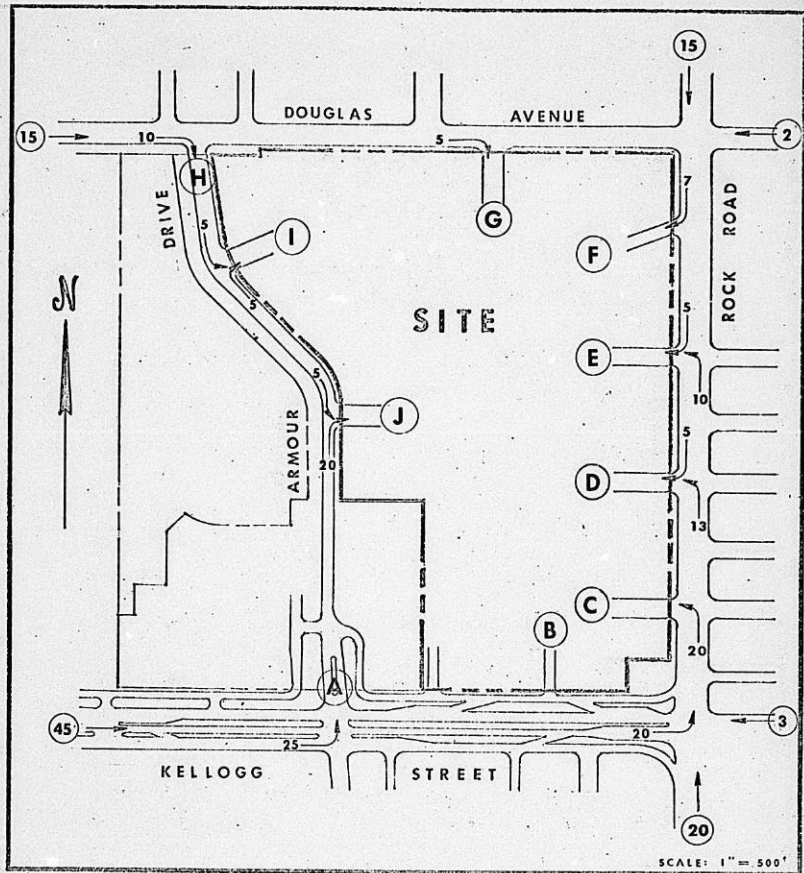 15
DOUGLAS AVENUE
15
10
5
2
H
DRIVE
7
ROCK ROAD
G
5
I
F
N
SITE
5
5
E
5
10
J
ARMOUR
20
5
D
13
C
B
20
A
45
25
20
3
KELLOGG STREET
20
SCALE: 1"= 500'